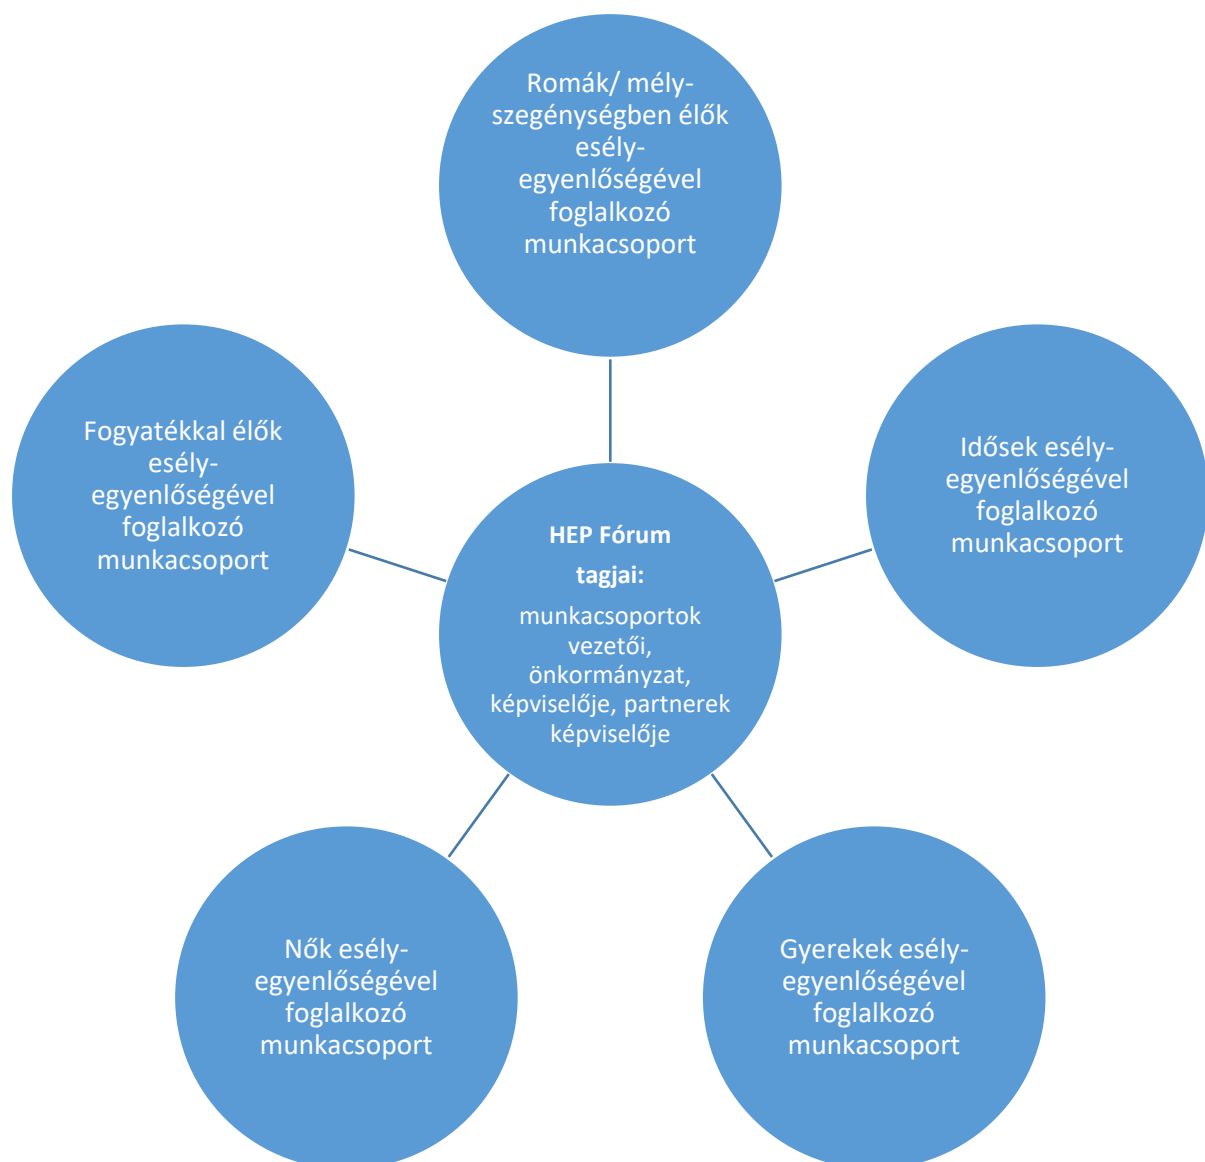 Romák/ mély-
szegénységben élők
esély-
egyenlőségével
foglalkozó
munkacsoport
Fogyatékkal élők
esély-
egyenlőségével
foglalkozó
munkacsoport
Idősek esély-
egyenlőségével
foglalkozó
munkacsoport
HEP Fórum
tagjai:
munkacsoportok
vezetői,
önkormányzat,
képviselője, partnerek
képviselője
Nők esély-
egyenlőségével
foglalkozó
munkacsoport
Gyerekek esély-
egyenlőségével
foglalkozó
munkacsoport